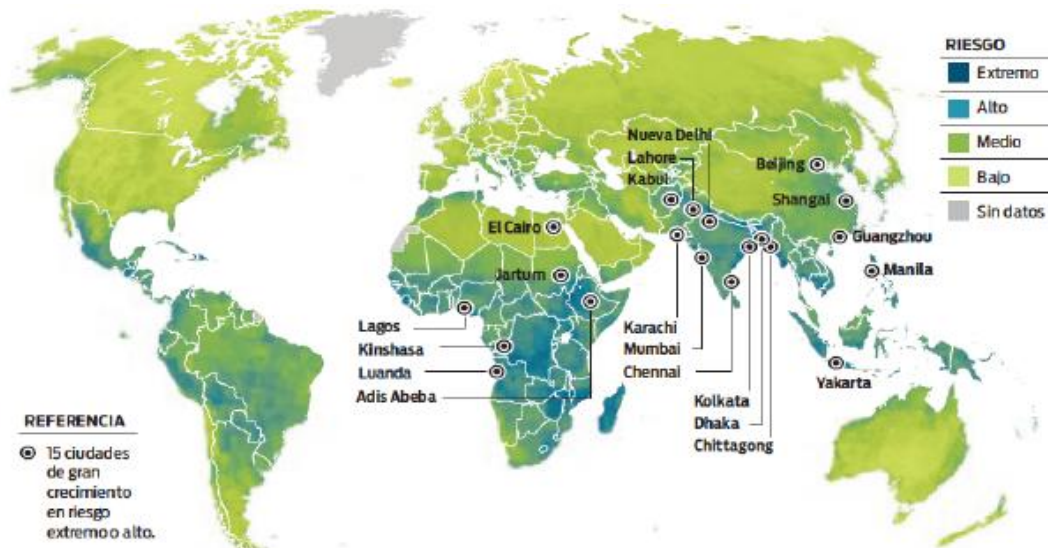 RIESGO
Extremo
Alto
Medio
Bajo
Sin datos
Nueva Delhi
Lahore
Kabul
Beijing
Shangai
Guangzhou
Manila
El Cairo
Jartum
Lagos
Kinshasa
Luanda
Adis Abeba
Karachi
Mumbai
Chennai
Kolkata
Dhaka
Chittagong
Yakarta
REFERENCIA
15 ciudades
de gran
crecimiento
en riesgo
extremo o alto.